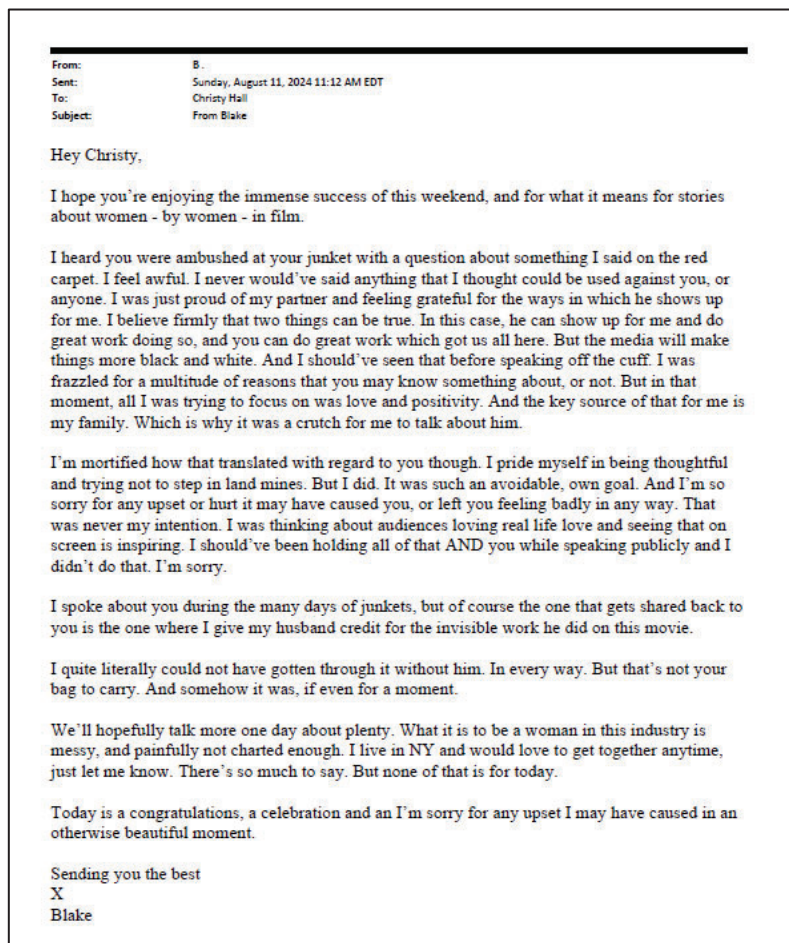 From: B .
Sent: Sunday, August 11, 2024 11:12 AM EDT
To: Christy Hall
Subject: From Blake
Hey Christy,
I hope you're enjoying the immense success of this weekend, and for what it means for stories
about women - by women - in film.
I heard you were ambushed at your junket with a question about something I said on the red
carpet. I feel awful. I never would've said anything that I thought could be used against you, or
anyone. I was just proud of my partner and feeling grateful for the ways in which he shows up
for me. I believe firmly that two things can be true. In this case, he can show up for me and do
great work doing so, and you can do great work which got us all here. But the media will make
things more black and white. And I should've seen that before speaking off the cuff. I was
frazzled for a multitude of reasons that you may know something about, or not. But in that
moment, all I was trying to focus on was love and positivity. And the key source of that for me is
my family. Which is why it was a crutch for me to talk about him.
I'm mortified how that translated with regard to you though. I pride myself in being thoughtful
and trying not to step in land mines. But I did. It was such an avoidable, own goal. And I'm so
sorry for any upset or hurt it may have caused you, or left you feeling badly in any way. That
was never my intention. I was thinking about audiences loving real life love and seeing that on
screen is inspiring. I should've been holding all of that AND you while speaking publicly and I
didn't do that. I'm sorry.
I spoke about you during the many days of junkets, but of course the one that gets shared back to
you is the one where I give my husband credit for the invisible work he did on this movie.
I quite literally could not have gotten through it without him. In every way. But that's not your
bag to carry. And somehow it was, if even for a moment.
We'll hopefully talk more one day about plenty. What it is to be a woman in this industry is
messy, and painfully not charted enough. I live in NY and would love to get together anytime,
just let me know. There's so much to say. But none of that is for today.
Today is a congratulations, a celebration and an I'm sorry for any upset I may have caused in an
otherwise beautiful moment.
Sending you the best
X
Blake